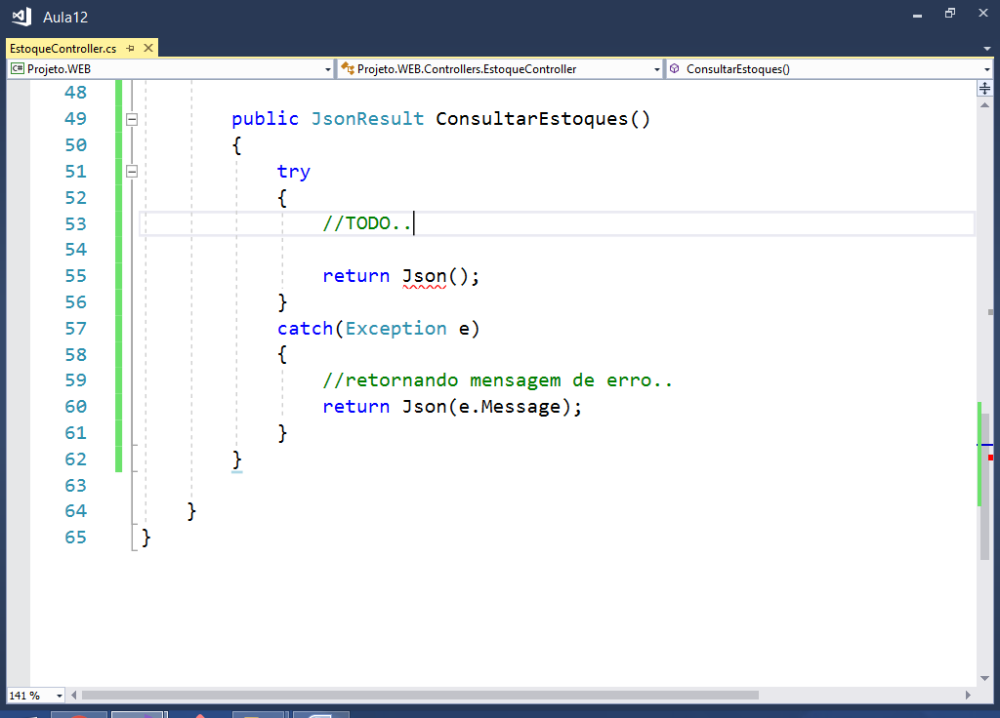 Aula12
EstoqueController.cs
C# Projeto.WEB Projeto.WEB.Controllers.EstoqueController ConsultarEstoques()
48
49 public JsonResult ConsultarEstoques()
50 {
51 try
52 {
53 //TODO..
54
55 return Json();
56 }
57 catch(Exception e)
58 {
59 //retornando mensagem de erro..
60 return Json(e.Message);
61 }
62 }
63
64 }
65 }
141 %